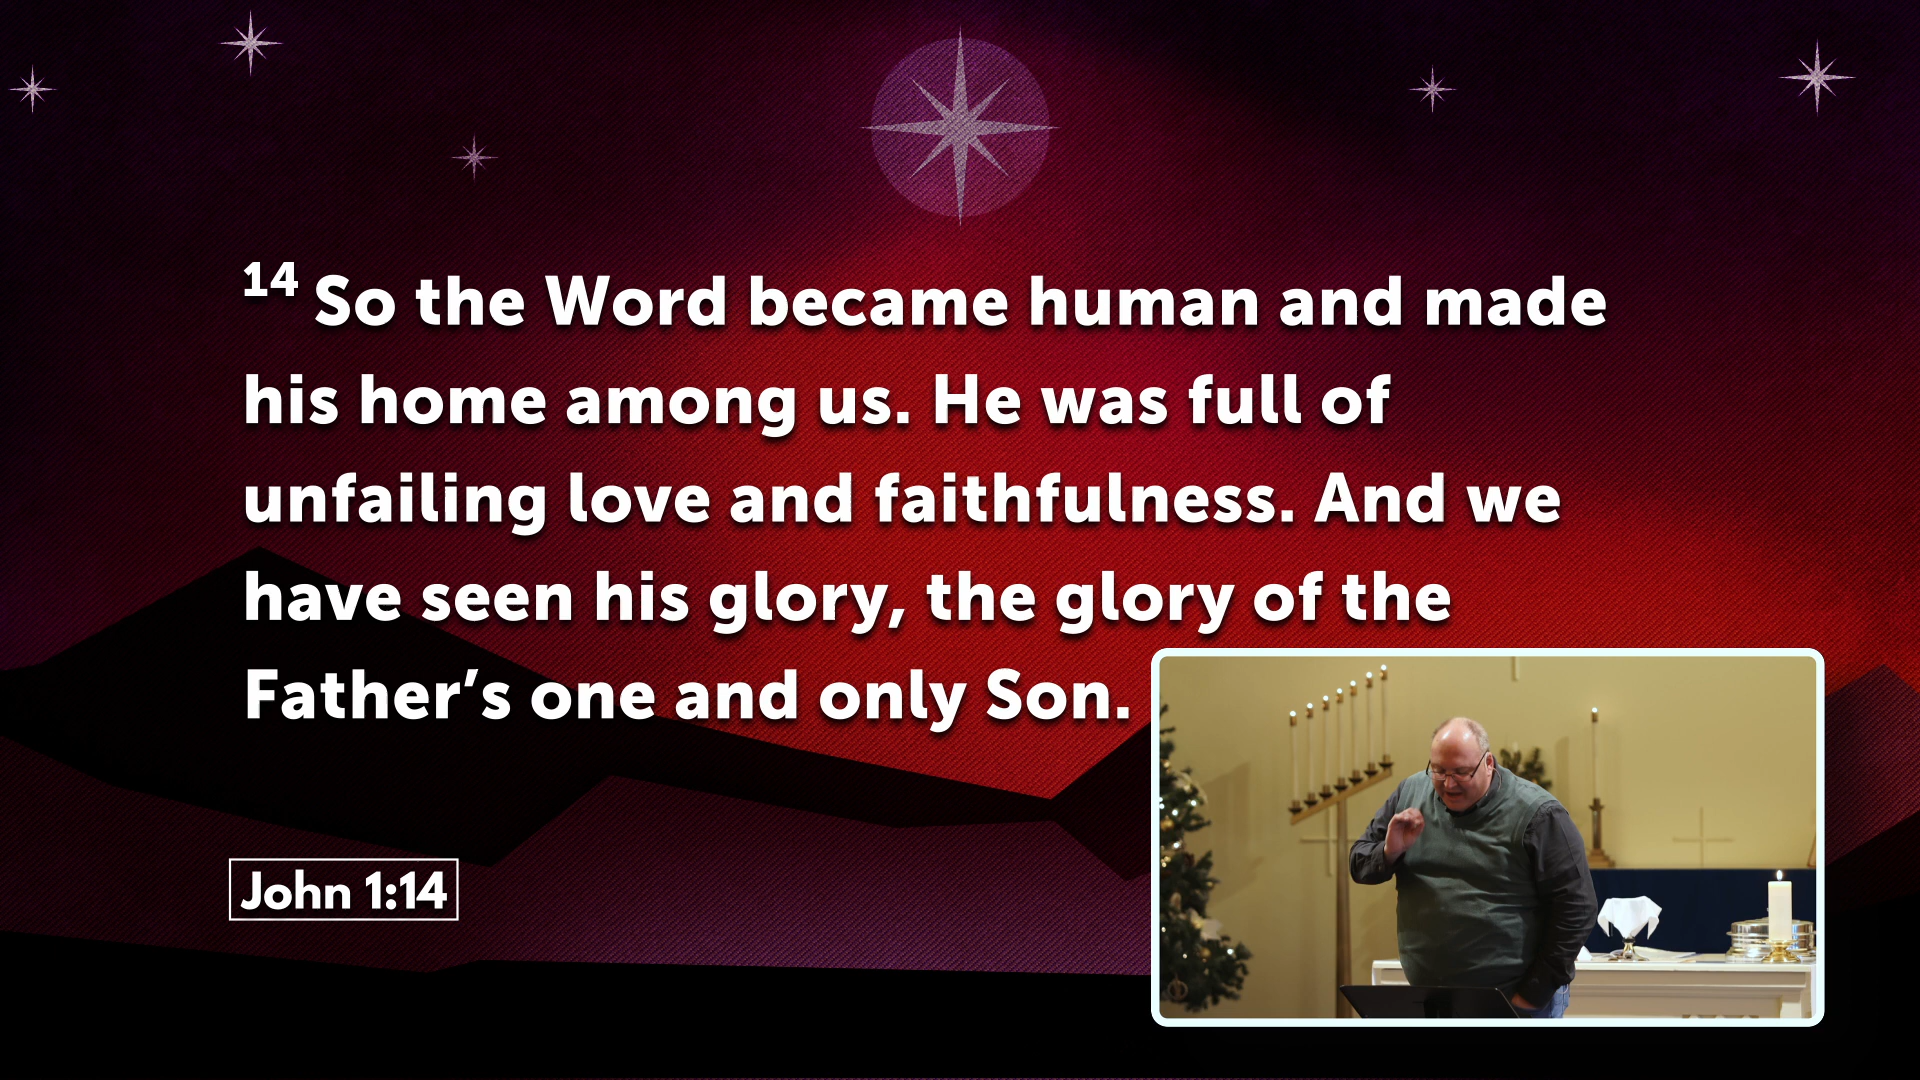 14 So the Word became human and made
his home among us. He was full of
unfailing love and faithfulness. And we
have seen his glory, the glory of the
Father’s one and only Son.
John 1:14